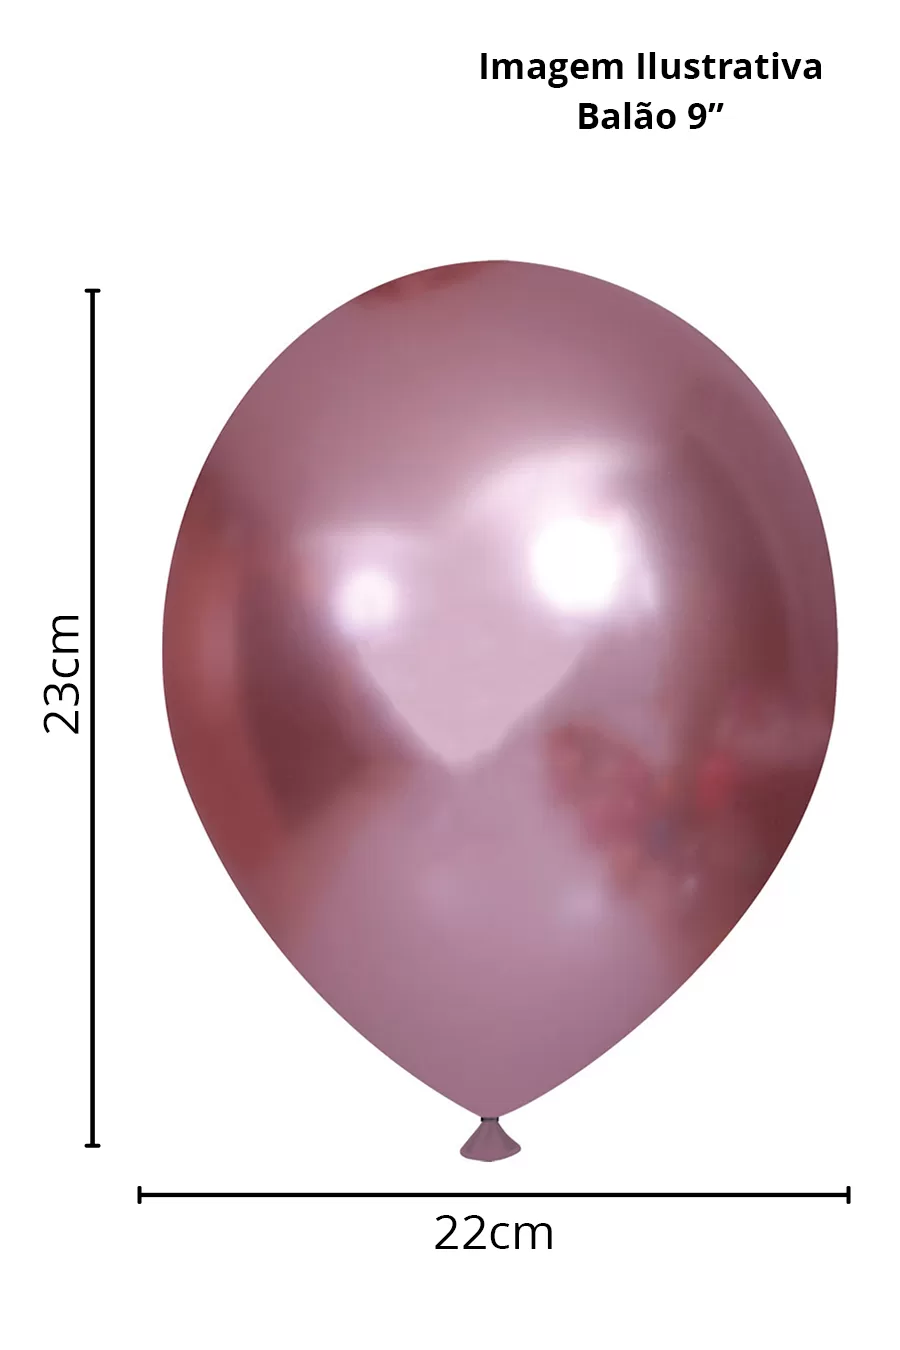 Imagem Ilustrativa
Balão 9”
23cm
22cm